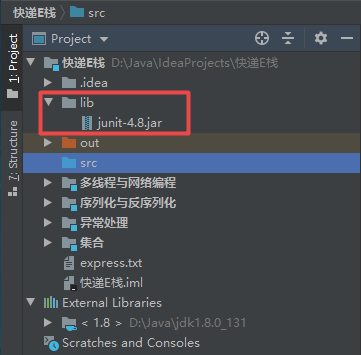 快递E栈 src
1: Project
7: Structure
Project
快递E栈 D:\Java\IdeaProjects\快递E栈
.idea
lib
junit-4.8.jar
out
src
多线程与网络编程
序列化与反序列化
异常处理
集合
express.txt
快递E栈.iml
External Libraries
< 1.8 > D:\Java\jdk1.8.0_131
Scratches and Consoles